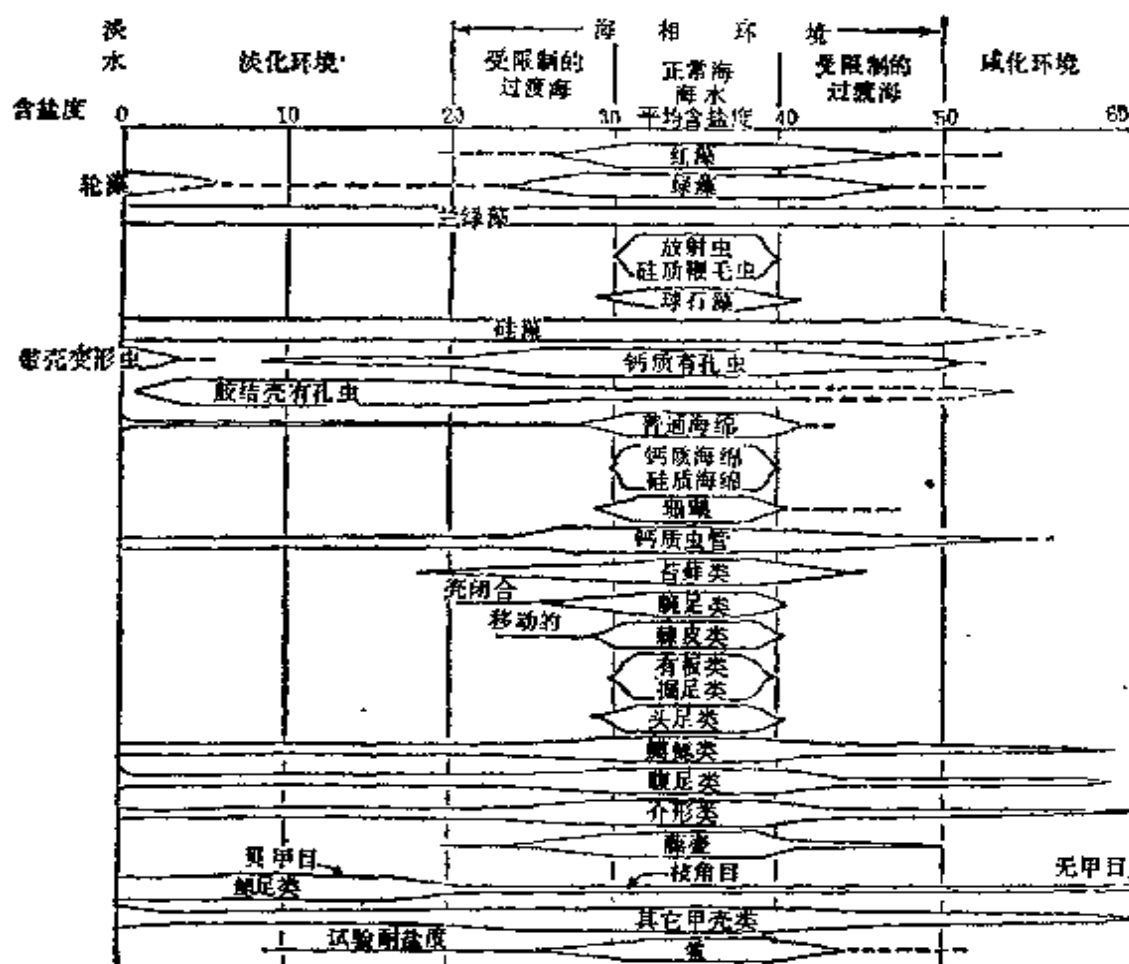 淡水
海相环境
淡化环境
受限制的过渡海
正常海海水平均含盐度
受限制的过渡海
咸化环境
含盐度 0 10 20 30 40 50 60
红藻
轮藻
绿藻
兰绿藻
放射虫
硅质鞭毛虫
球石藻
硅藻
带壳变形虫
钙质有孔虫
胶结壳有孔虫
普通海绵
钙质海绵
硅质海绵
珊瑚
钙质虫管
苔藓类
壳闭合
腕足类
移动的
棘皮类
有板类
掘足类
头足类
瓣鳃类
腹足类
介形类
藤壶
贝甲目
鳃足类
枝角目
无甲目
其它甲壳类
试验耐盐度